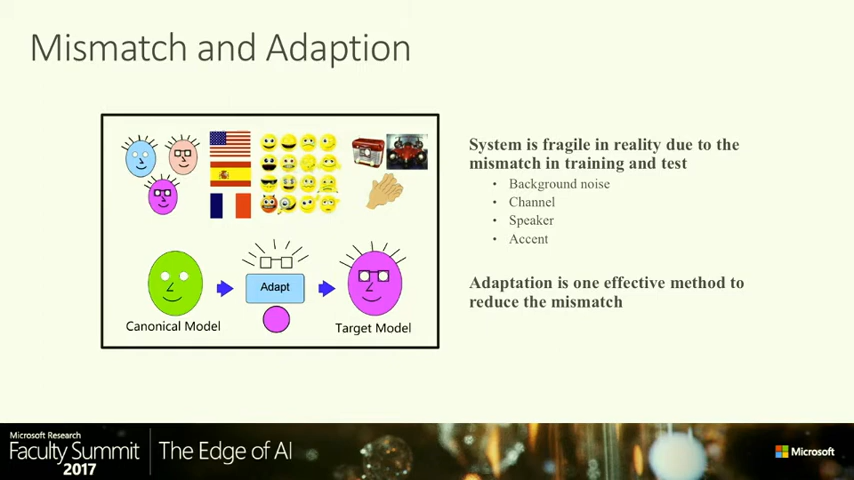 Mismatch and Adaption
System is fragile in reality due to the
mismatch in training and test
• Background noise
• Channel
• Speaker
• Accent
Adaptation is one effective method to
reduce the mismatch
Adapt
Canonical Model
Target Model
Microsoft Research
Faculty Summit
2017
The Edge of AI
Microsoft